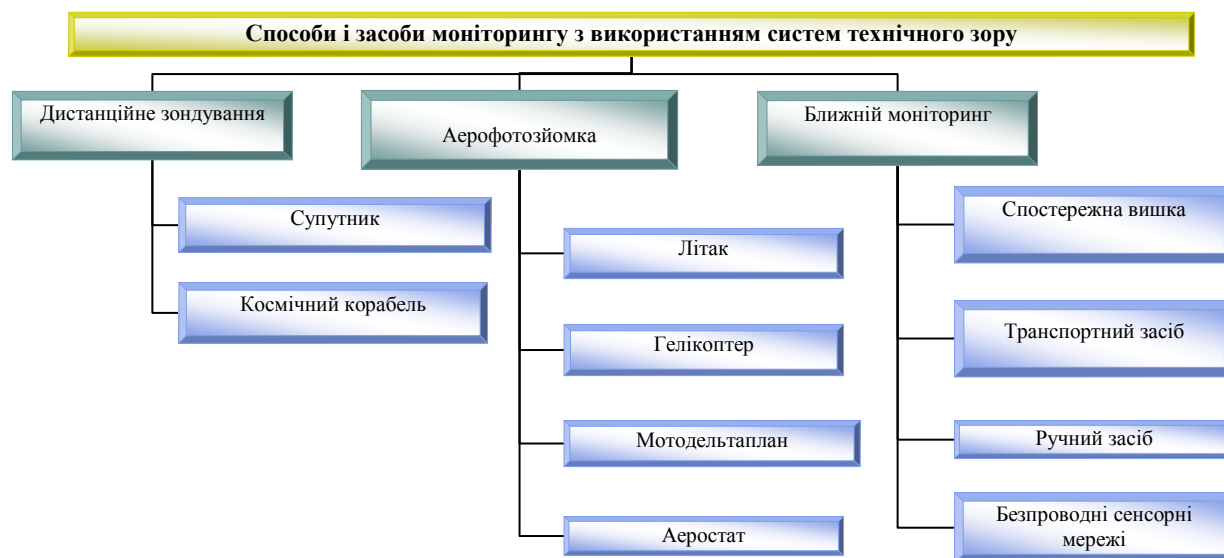 Способи і засоби моніторингу з використанням систем технічного зору
Дистанційне зондування
Супутник
Космічний корабель
Аерофотозйомка
Літак
Гелікоптер
Мотодельтаплан
Аеростат
Ближній моніторинг
Спостережна вишка
Транспортний засіб
Ручний засіб
Безпроводні сенсорні
мережі